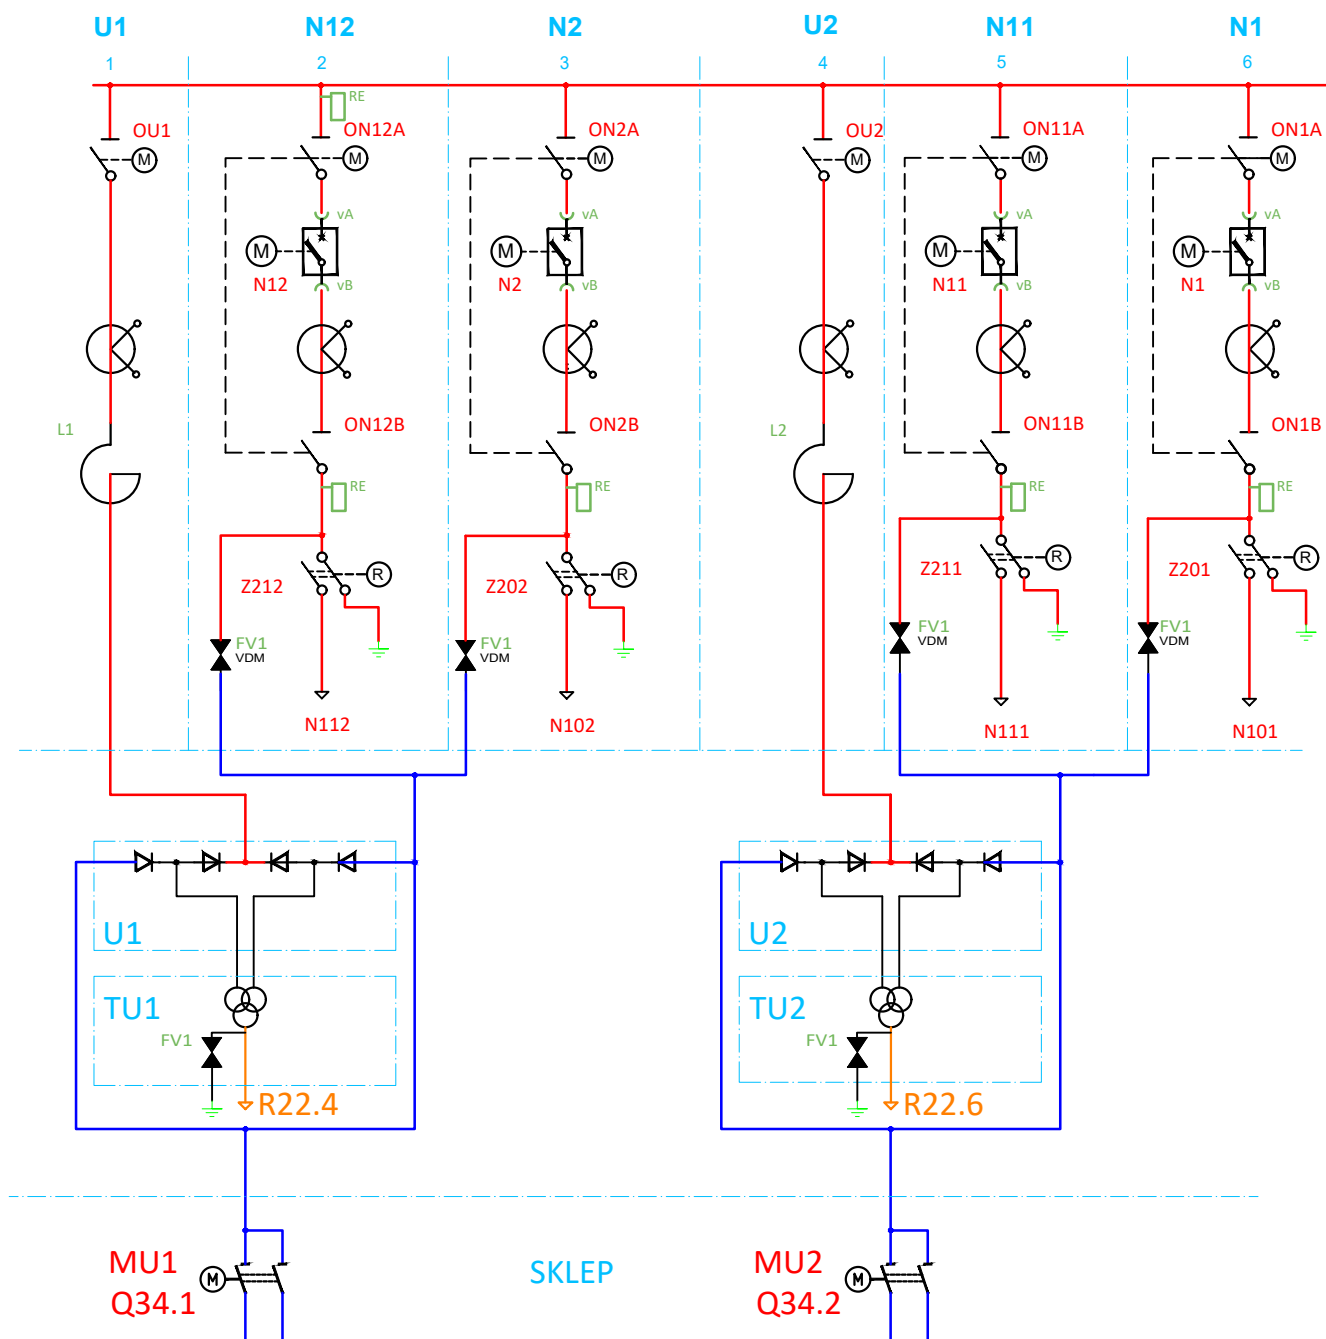 U1 N12 N2 U2 N11 N1
1 2 3 4 5 6
RE
OU1 ON12A ON2A OU2 ON11A ON1A
M M M M M M
vA vA vA vA
M M M M
N12 N2 N11 N1
vB vB vB vB
L1 ON12B ON2B L2 ON11B ON1B
RE RE RE RE
Z212 R Z202 R Z211 R Z201 R
FV1 FV1 FV1 FV1
VDM VDM VDM VDM
N112 N102 N111 N101
U1 U2
TU1 TU2
FV1 FV1
R22.4 R22.6
MU1 SKLEP MU2
M M
Q34.1 Q34.2